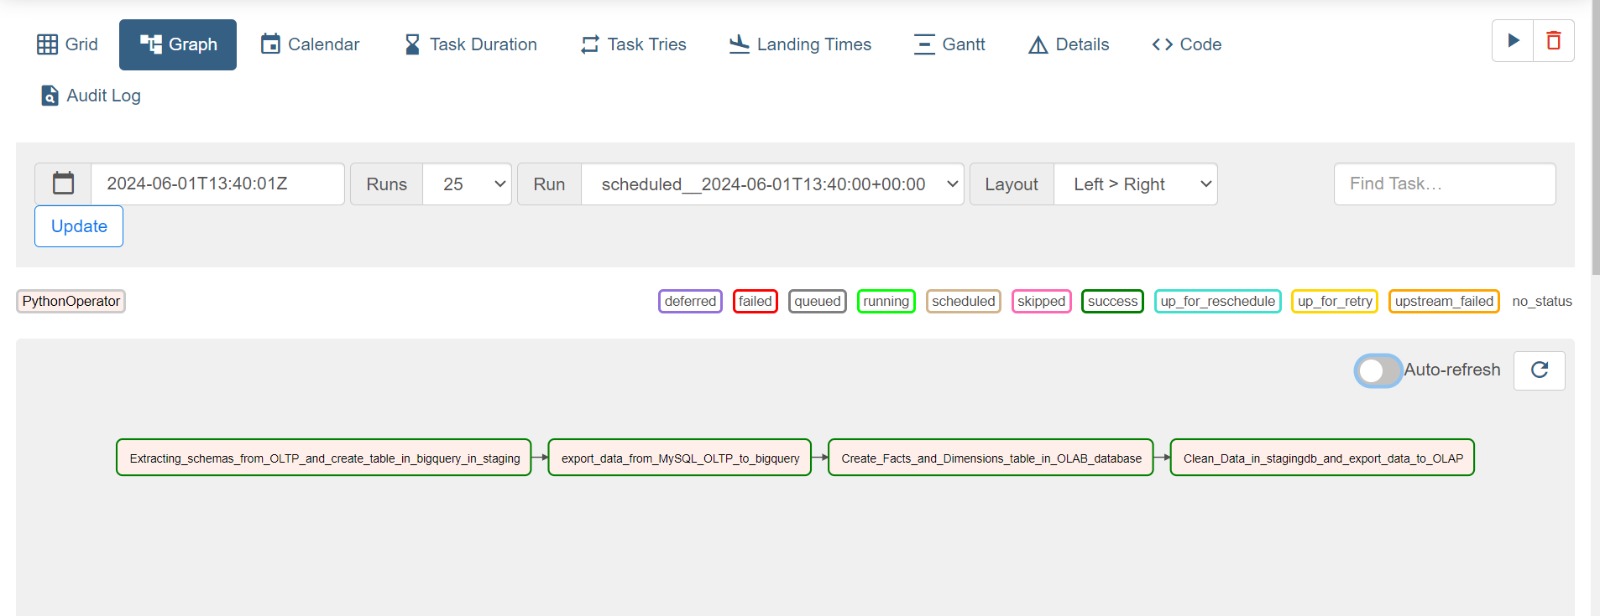 Grid Graph Calendar Task Duration Task Tries Landing Times Gantt Details Code
Audit Log
2024-06-01T13:40:01Z Runs 25 Run scheduled__2024-06-01T13:40:00+00:00 Layout Left > Right Find Task...
Update
PythonOperator deferred failed queued running scheduled skipped success up_for_reschedule up_for_retry upstream_failed no_status
Auto-refresh
Extracting_schemas_from_OLTP_and_create_table_in_bigquery_in_staging export_data_from_MySQL_OLTP_to_bigquery Create_Facts_and_Dimensions_table_in_OLAB_database Clean_Data_in_stagingdb_and_export_data_to_OLAP